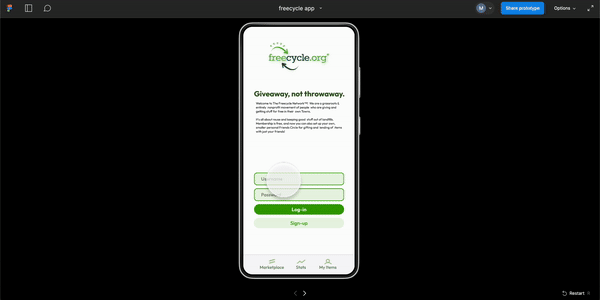 freecycle app
M
Share prototype
Options
freecycle.org
Giveaway, not throwaway.
Welcome to The Freecycle Network™. We are a grassroots &
entirely nonprofit movement of people who are giving and
getting stuff for free in their own Towns.
It's all about reuse and keeping good stuff out of landfills.
Membership is free, and now you can also set up your own
smaller personal Friends Circle for gifting and lending of items
with just your friends!
Username
Password
Log-in
Sign-up
Marketplace
Stats
My Items
Restart